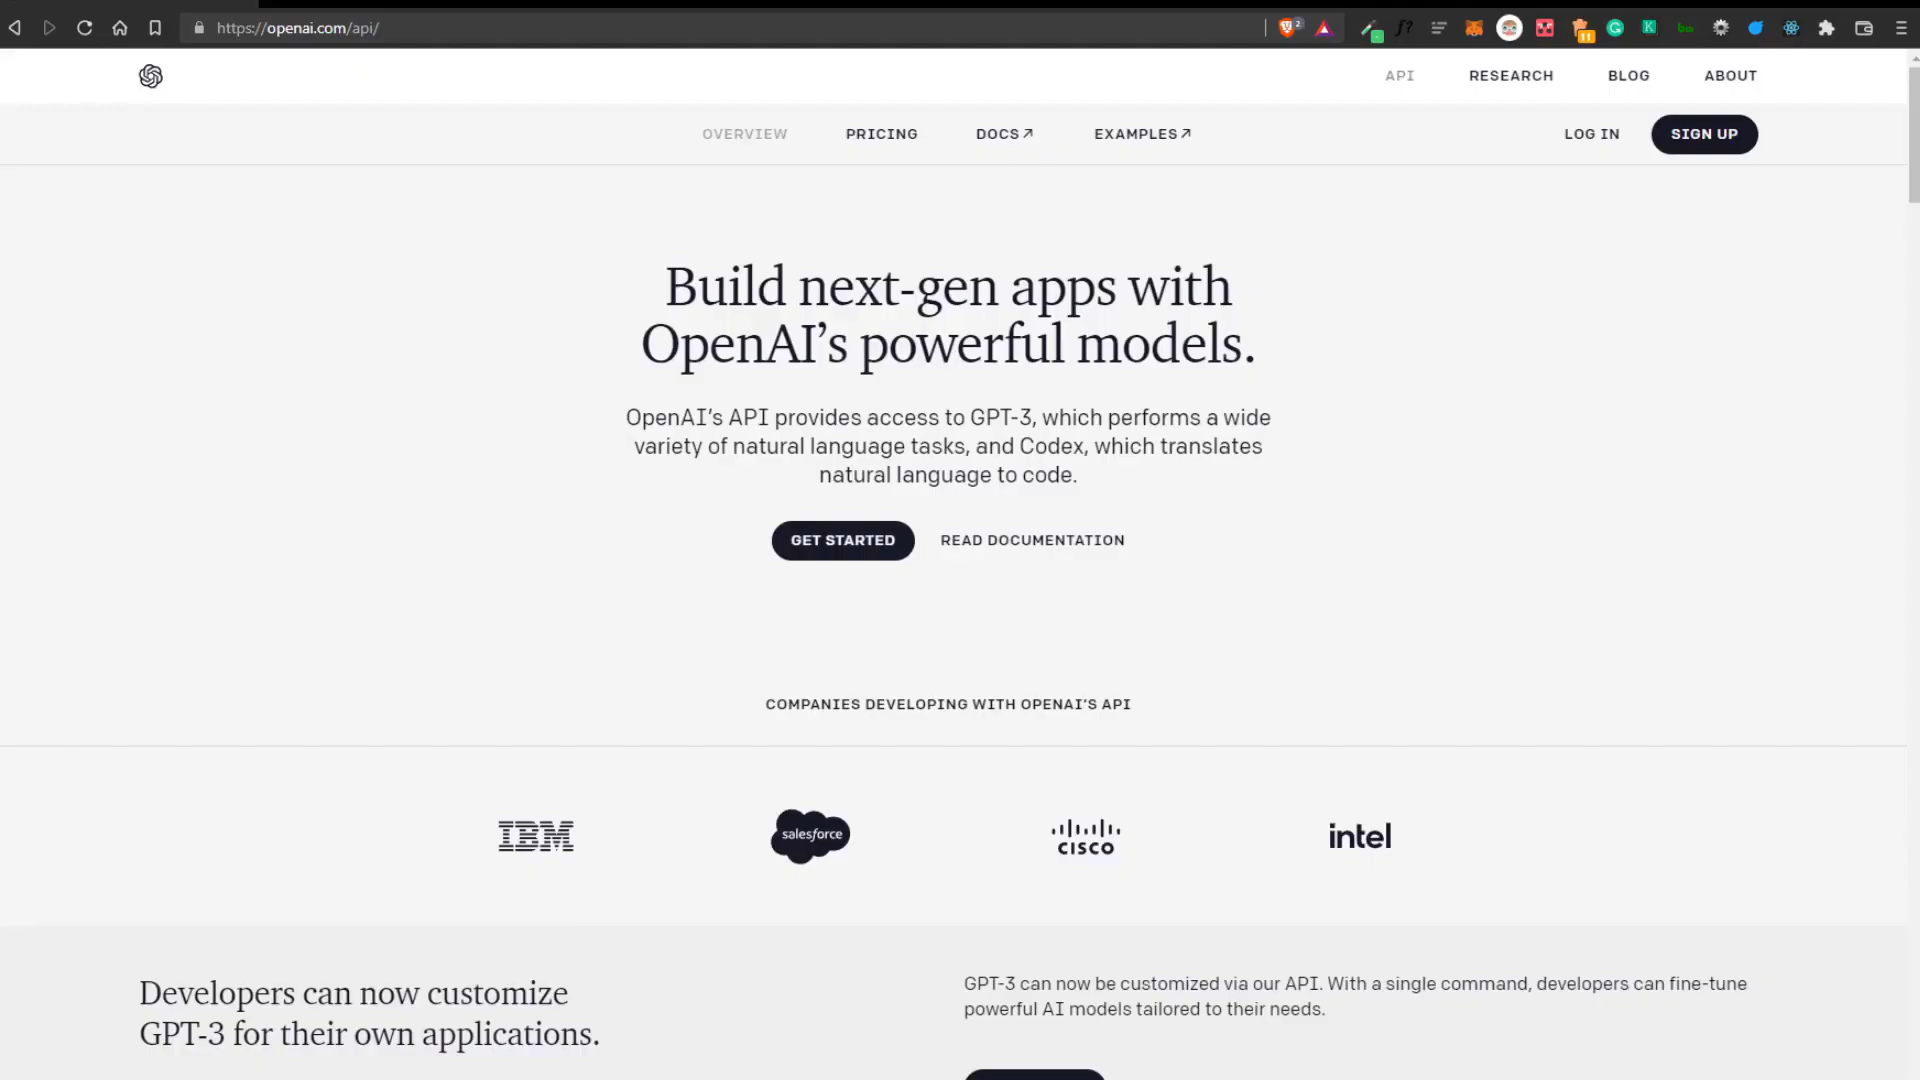 https://openai.com/api/
2
11
API RESEARCH BLOG ABOUT
OVERVIEW PRICING DOCS↗ EXAMPLES↗ LOG IN SIGN UP
Build next-gen apps with
OpenAI’s powerful models.
OpenAI’s API provides access to GPT-3, which performs a wide
variety of natural language tasks, and Codex, which translates
natural language to code.
GET STARTED READ DOCUMENTATION
COMPANIES DEVELOPING WITH OPENAI’S API
IBM salesforce CISCO intel
Developers can now customize
GPT-3 for their own applications.
GPT-3 can now be customized via our API. With a single command, developers can fine-tune
powerful AI models tailored to their needs.